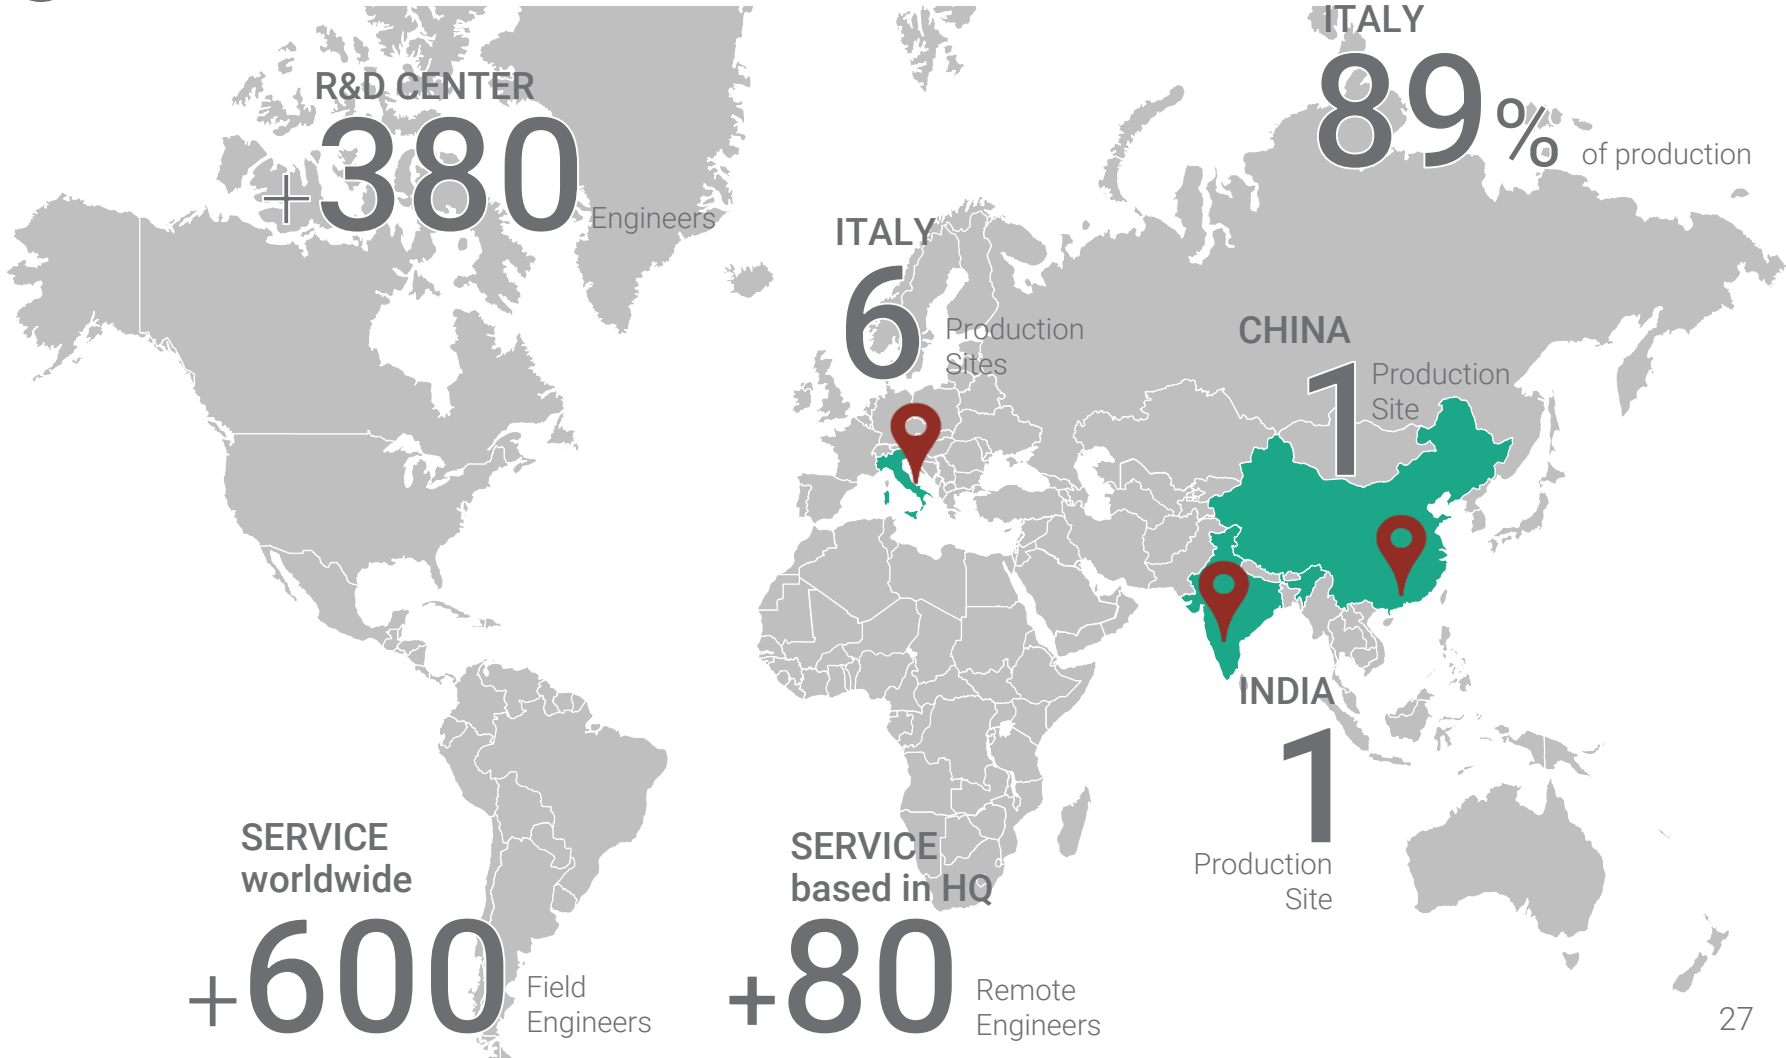 ITALY
89%
of production
R&D CENTER
+380
Engineers
ITALY
6
Production
Sites
CHINA
1
Production
Site
INDIA
1
Production
Site
SERVICE
worldwide
+600
Field
Engineers
SERVICE
based in HQ
+80
Remote
Engineers
27